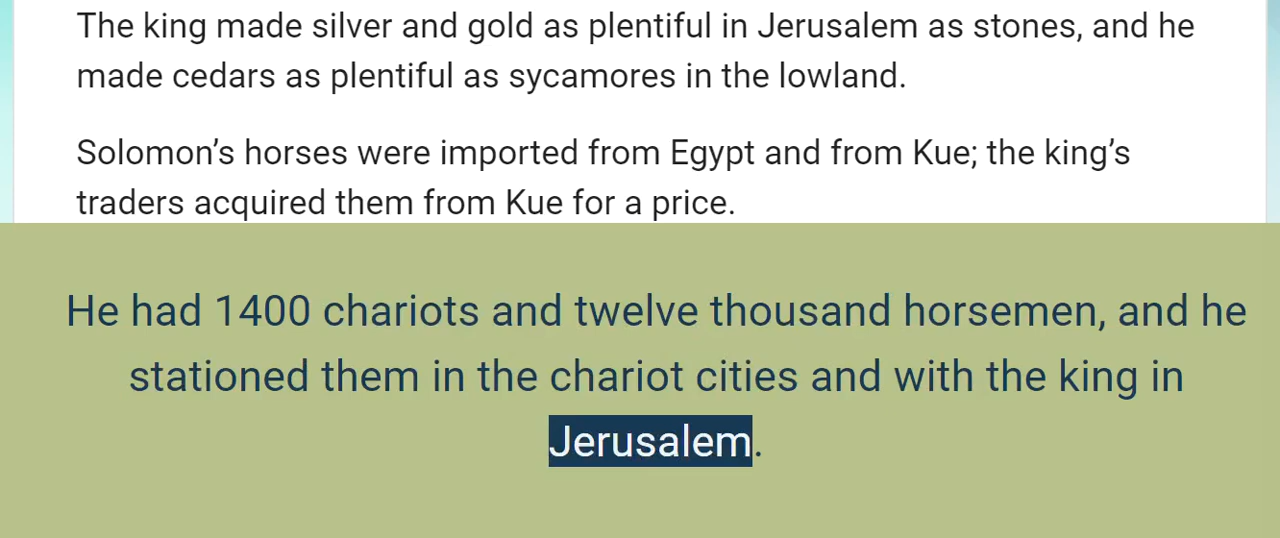 The king made silver and gold as plentiful in Jerusalem as stones, and he
made cedars as plentiful as sycamores in the lowland.
Solomon’s horses were imported from Egypt and from Kue; the king’s
traders acquired them from Kue for a price.
He had 1400 chariots and twelve thousand horsemen, and he
stationed them in the chariot cities and with the king in
Jerusalem.